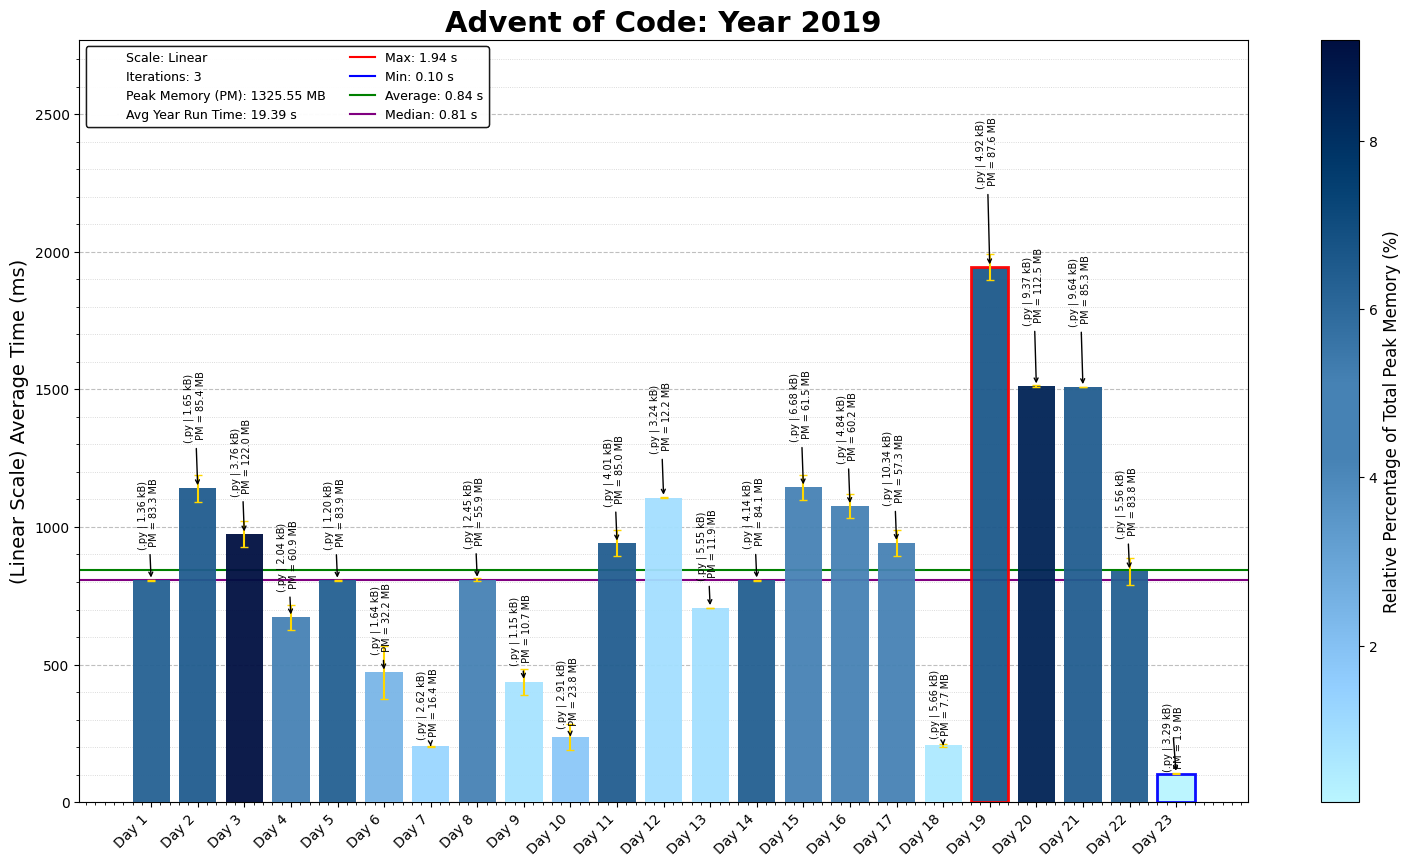 Advent of Code: Year 2019
Scale: Linear
Iterations: 3
Peak Memory (PM): 1325.55 MB
Avg Year Run Time: 19.39 s
Max: 1.94 s
Min: 0.10 s
Average: 0.84 s
Median: 0.81 s
(Linear Scale) Average Time (ms)
2500
2000
1500
1000
500
0
(.py | 1.36 kB)
PM = 83.3 MB
(.py | 1.65 kB)
PM = 85.4 MB
(.py | 3.76 kB)
PM = 122.0 MB
(.py | 2.04 kB)
PM = 60.9 MB
(.py | 1.20 kB)
PM = 83.9 MB
(.py | 1.64 kB)
PM = 32.2 MB
(.py | 2.62 kB)
PM = 16.4 MB
(.py | 2.45 kB)
PM = 55.9 MB
(.py | 1.15 kB)
PM = 10.7 MB
(.py | 2.91 kB)
PM = 23.8 MB
(.py | 4.01 kB)
PM = 85.0 MB
(.py | 3.24 kB)
PM = 12.2 MB
(.py | 5.55 kB)
PM = 11.9 MB
(.py | 4.14 kB)
PM = 84.1 MB
(.py | 6.68 kB)
PM = 61.5 MB
(.py | 4.84 kB)
PM = 60.2 MB
(.py | 10.34 kB)
PM = 57.3 MB
(.py | 5.66 kB)
PM = 7.7 MB
(.py | 4.92 kB)
PM = 87.6 MB
(.py | 9.37 kB)
PM = 112.5 MB
(.py | 9.64 kB)
PM = 85.3 MB
(.py | 5.56 kB)
PM = 83.8 MB
(.py | 3.29 kB)
PM = 1.9 MB
Day 1
Day 2
Day 3
Day 4
Day 5
Day 6
Day 7
Day 8
Day 9
Day 10
Day 11
Day 12
Day 13
Day 14
Day 15
Day 16
Day 17
Day 18
Day 19
Day 20
Day 21
Day 22
Day 23
8
6
4
2
Relative Percentage of Total Peak Memory (%)